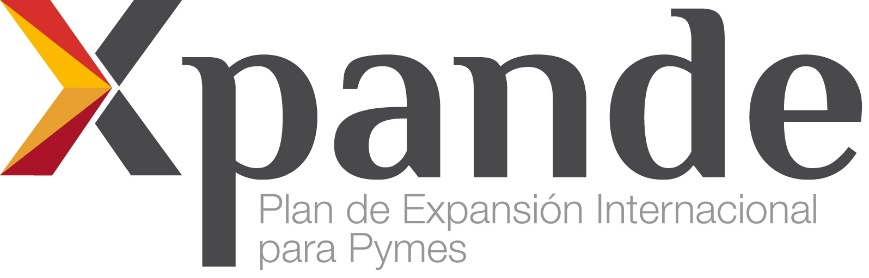 Xpande
Plan de Expansión Internacional
para Pymes